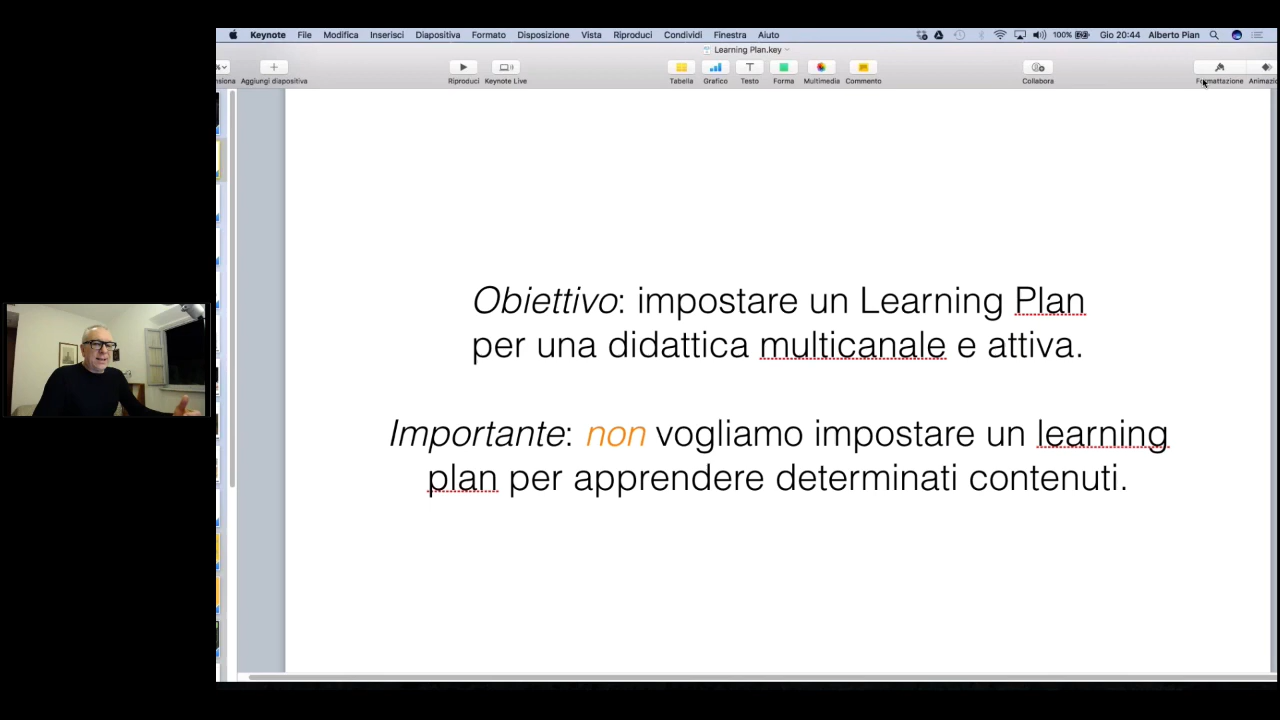 Keynote File Modifica Inserisci Diapositiva Formato Disposizione Vista Riproduci Condividi Finestra Aiuto 100% Gio 20:44 Alberto Pian
Learning Plan.key
Aggiungi diapositiva Riproduci Keynote Live Tabella Grafico Testo Forma Multimedia Commento Collabora Formattazione
Obiettivo: impostare un Learning Plan
per una didattica multicanale e attiva.
Importante: non vogliamo impostare un learning
plan per apprendere determinati contenuti.